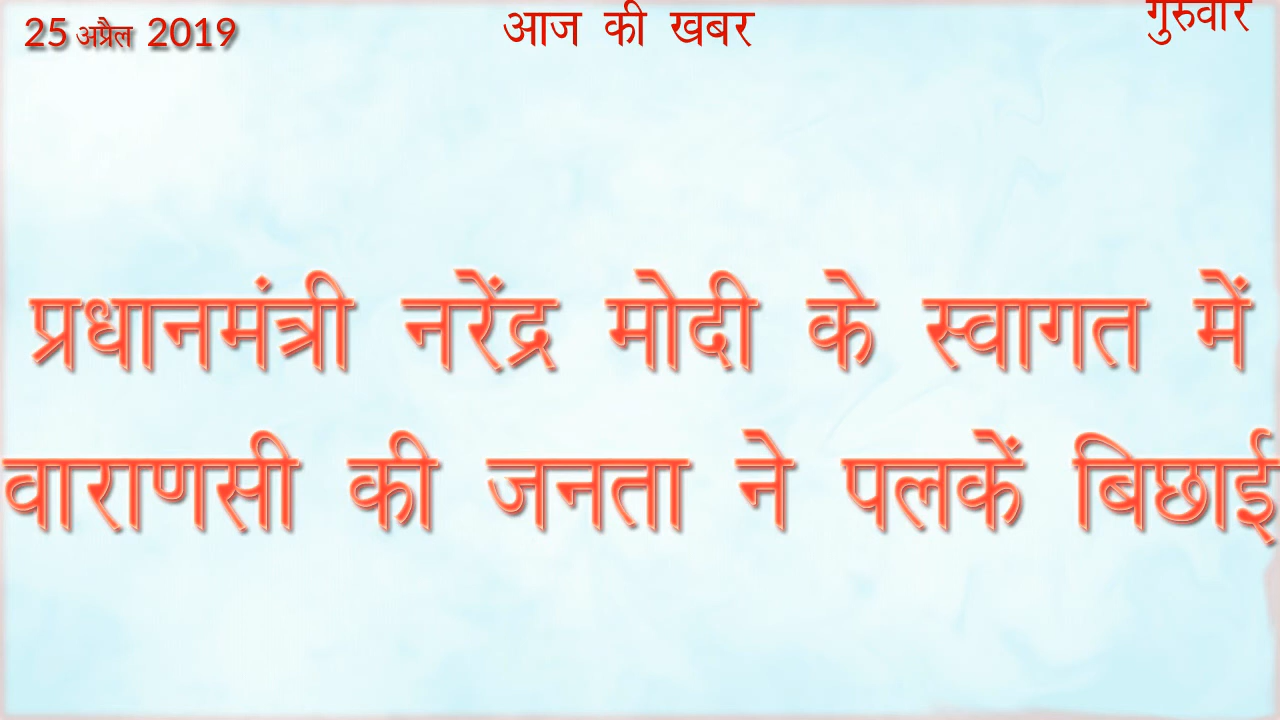 25 अप्रैल 2019 आज की खबर गुरुवार
प्रधानमंत्री नरेंद्र मोदी के स्वागत में
वाराणसी की जनता ने पलकें बिछाई